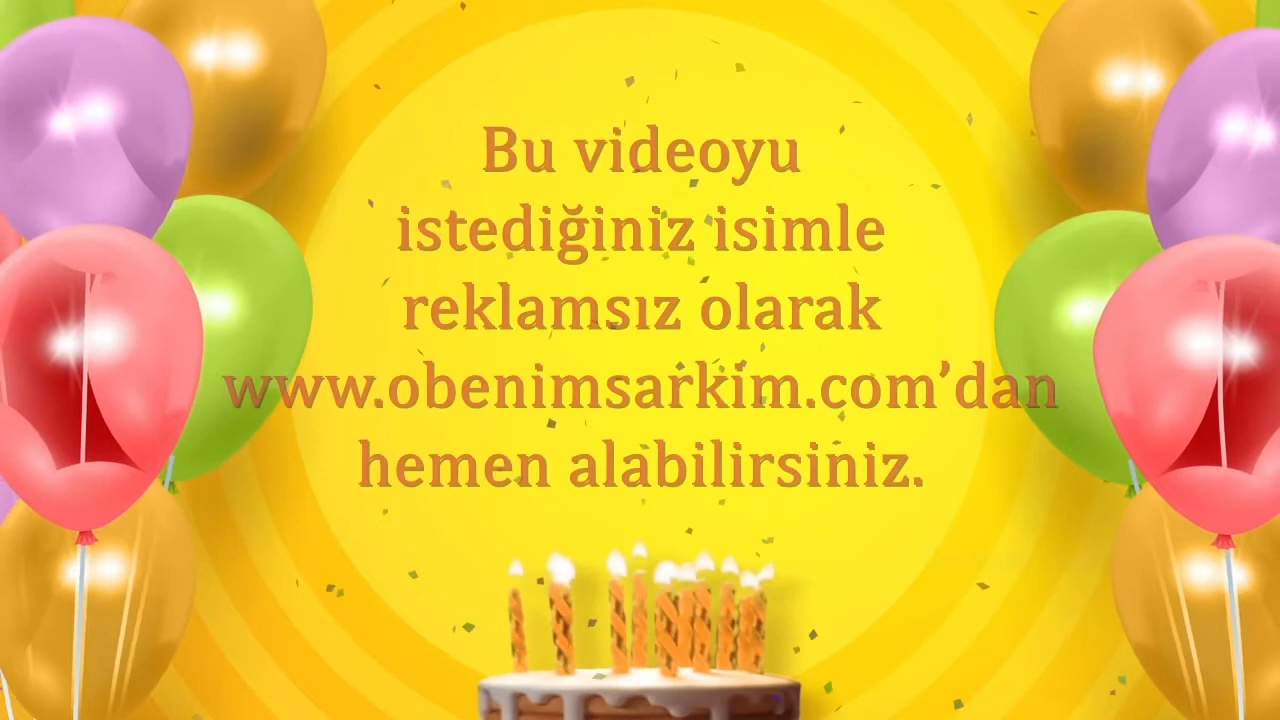 Bu videoyu
istediğiniz isimle
reklamsız olarak
www.obenimsarkim.com’dan
hemen alabilirsiniz.